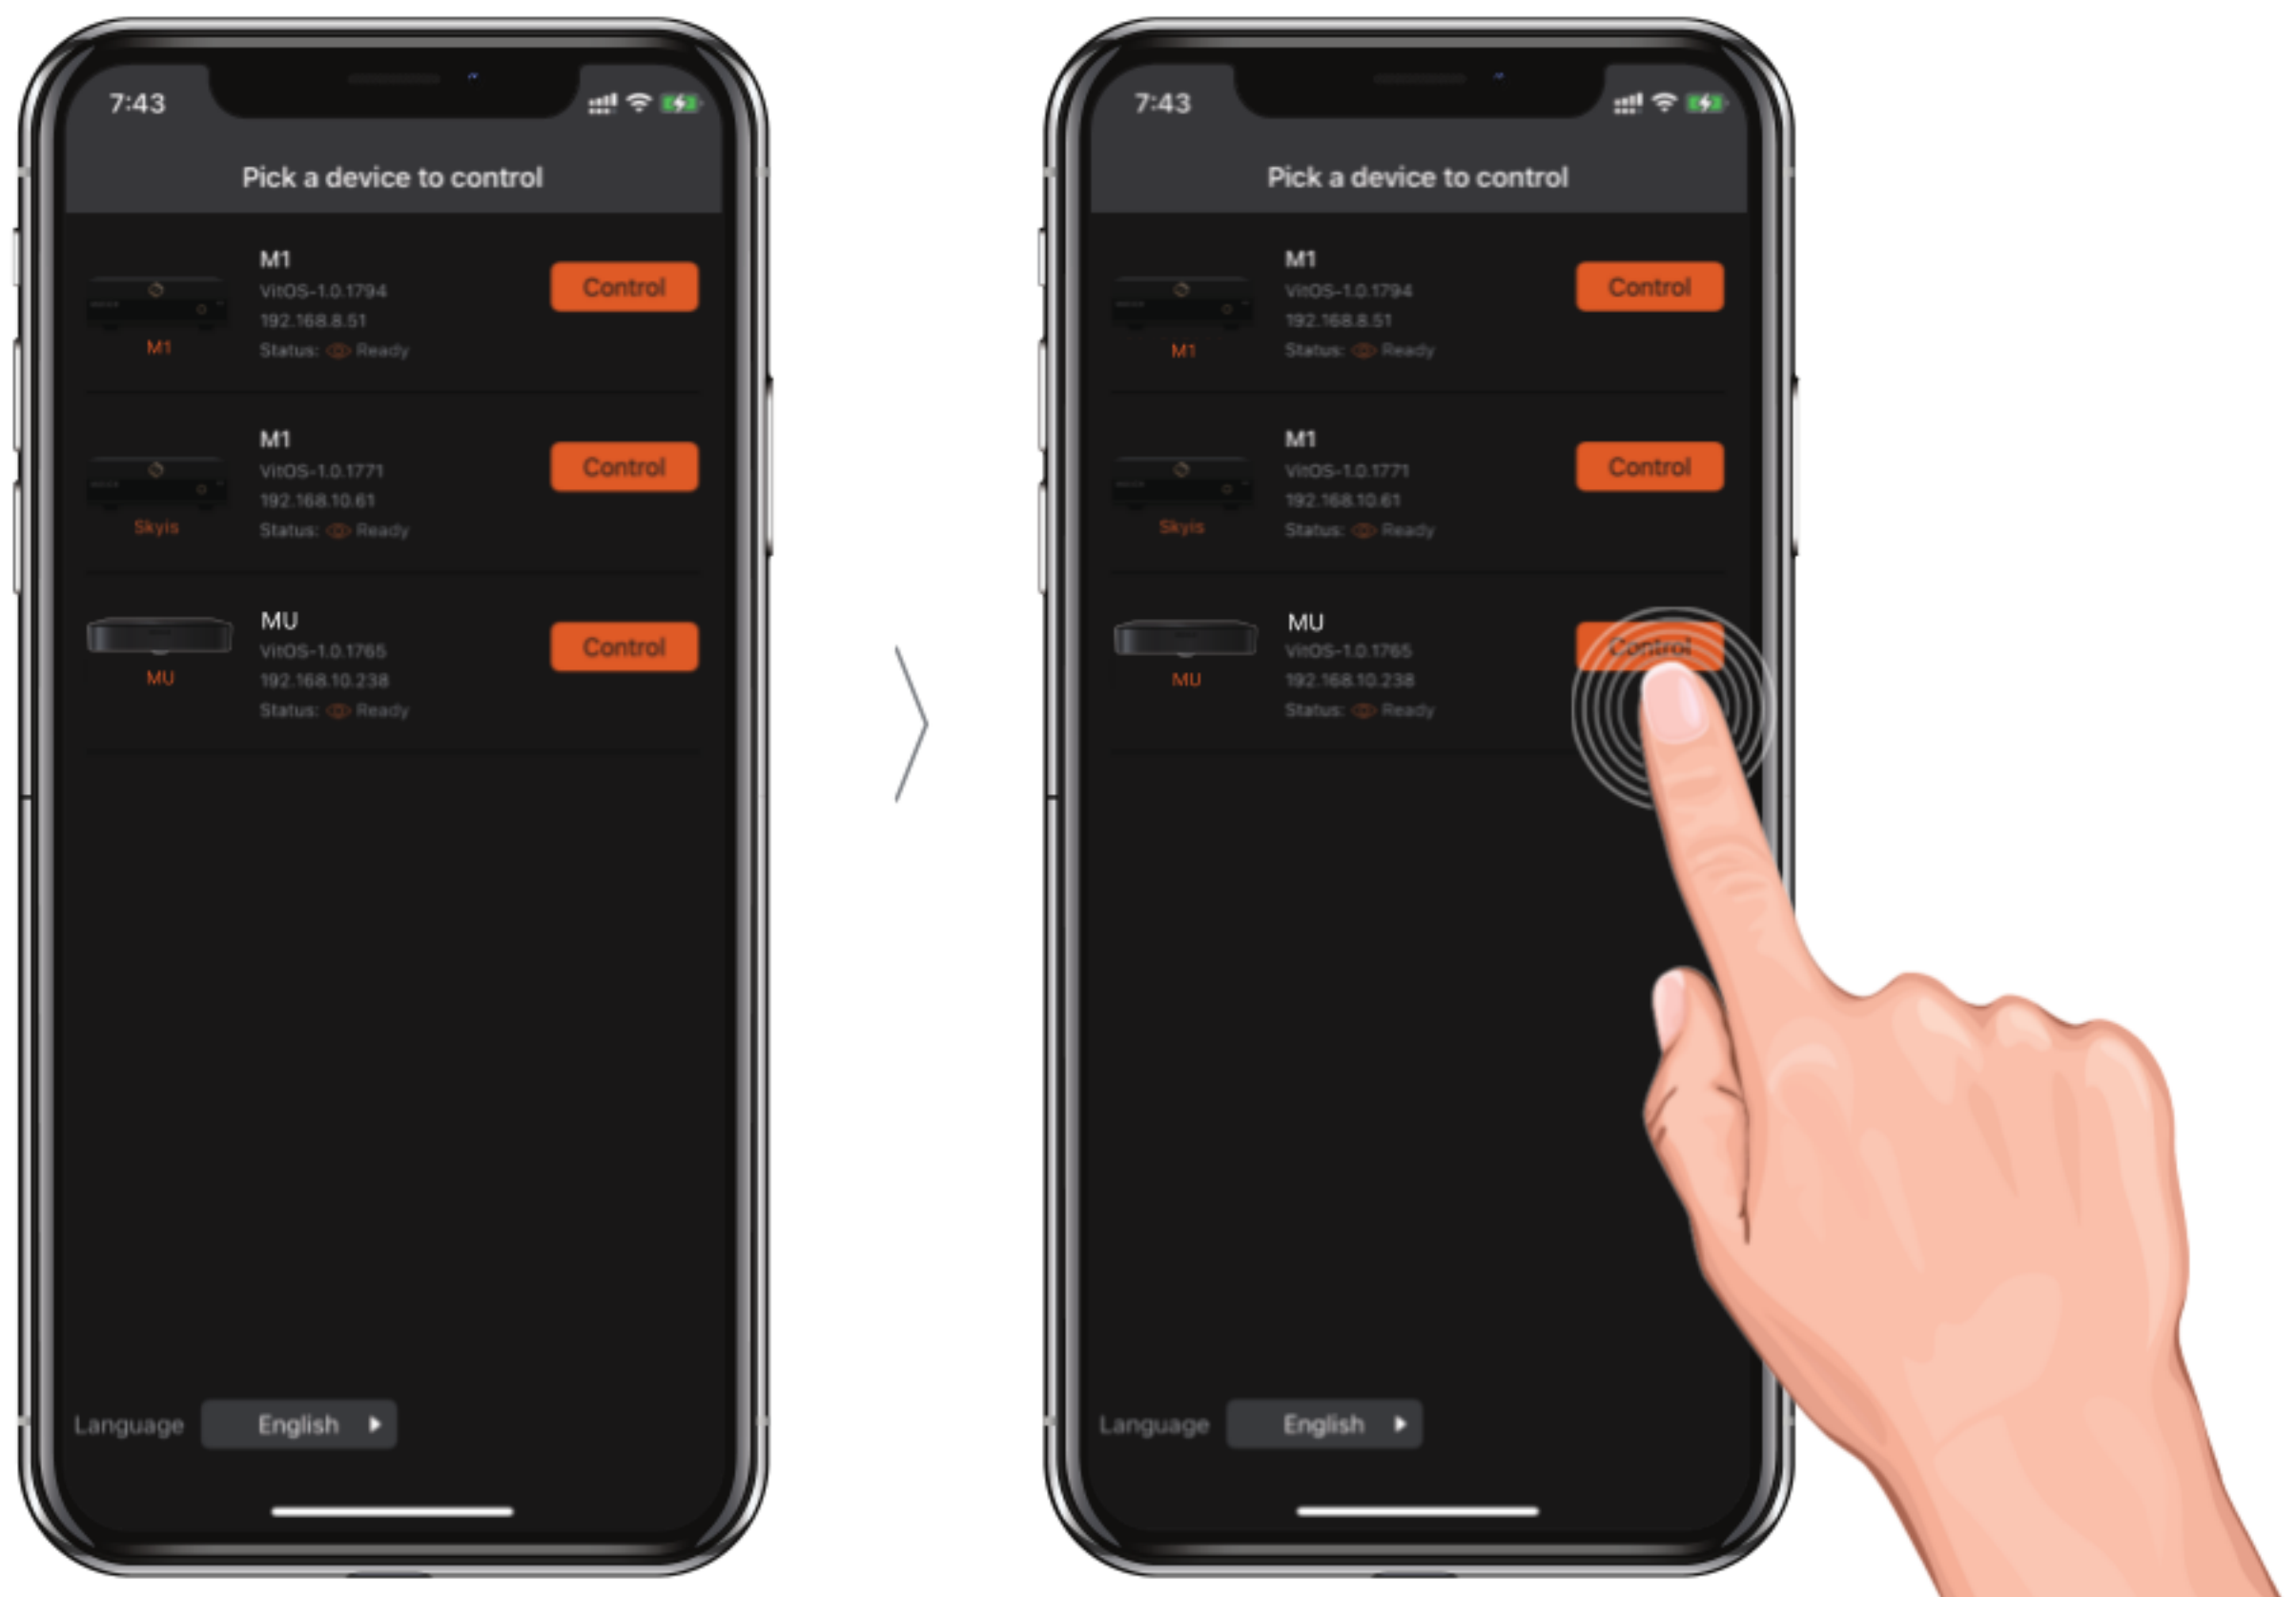 7:43
Pick a device to control
M1
VitOS-1.0.1794
192.168.8.51
Status: Ready
M1
Control
M1
VitOS-1.0.1771
192.168.10.61
Status: Ready
Skyis
Control
MU
VitOS-1.0.1765
192.168.10.238
Status: Ready
MU
Control
Language English
7:43
Pick a device to control
M1
VitOS-1.0.1794
192.168.8.51
Status: Ready
M1
Control
M1
VitOS-1.0.1771
192.168.10.61
Status: Ready
Skyis
Control
MU
VitOS-1.0.1765
192.168.10.238
Status: Ready
MU
Control
Language English